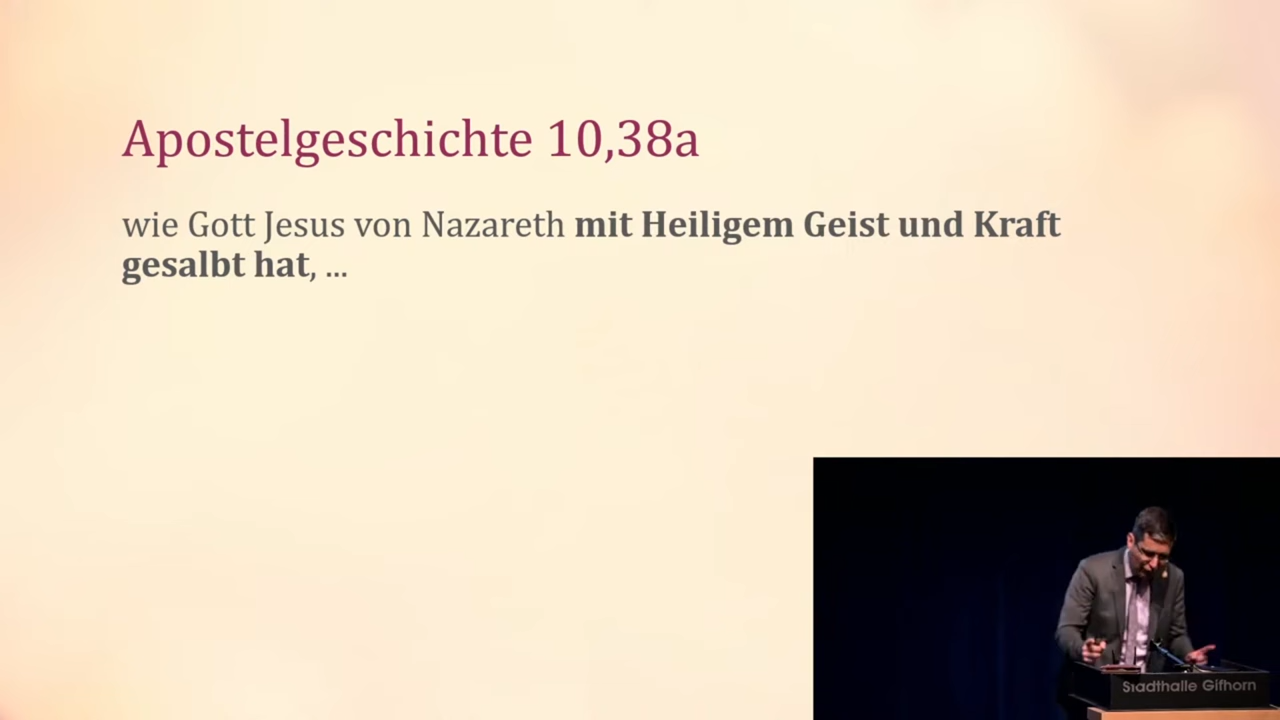 Apostelgeschichte 10,38a
wie Gott Jesus von Nazareth mit Heiligem Geist und Kraft
gesalbt hat, ...
Stadthalle Gifhorn